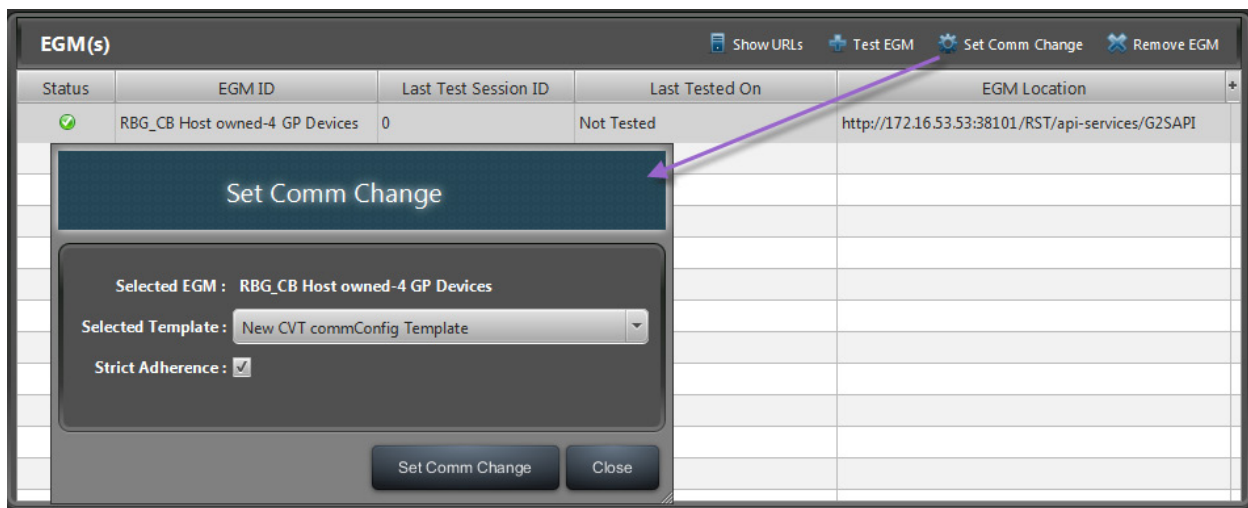 EGM(s)
Show URLs
Test EGM
Set Comm Change
Remove EGM
Status
EGM ID
Last Test Session ID
Last Tested On
EGM Location
+
RBG_CB Host owned-4 GP Devices
0
Not Tested
http://172.16.53.53:38101/RST/api-services/G2SAPI
Set Comm Change
Selected EGM : RBG_CB Host owned-4 GP Devices
Selected Template : New CVT commConfig Template
Strict Adherence :
Set Comm Change
Close